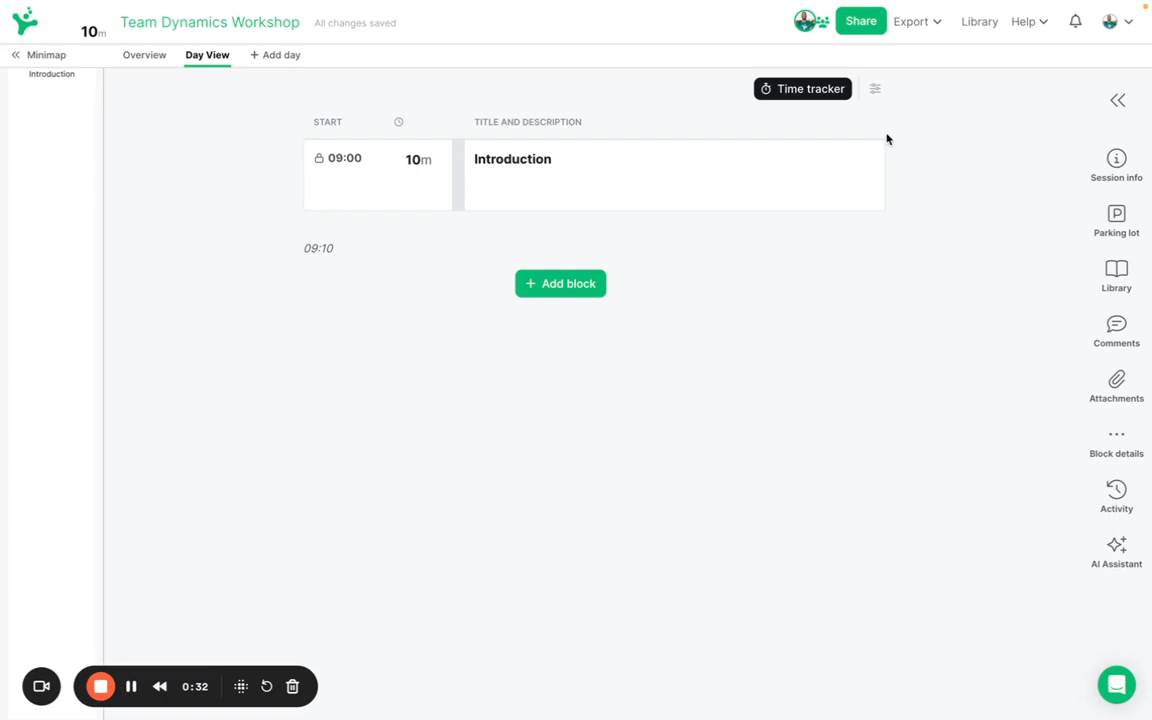 10m
Team Dynamics Workshop
All changes saved
Share
Export
Library
Help
Minimap
Overview
Day View
+ Add day
Introduction
Time tracker
START
TITLE AND DESCRIPTION
09:00
10m
Introduction
09:10
+ Add block
Session info
P
Parking lot
Library
Comments
Attachments
Block details
Activity
AI Assistant
0:32